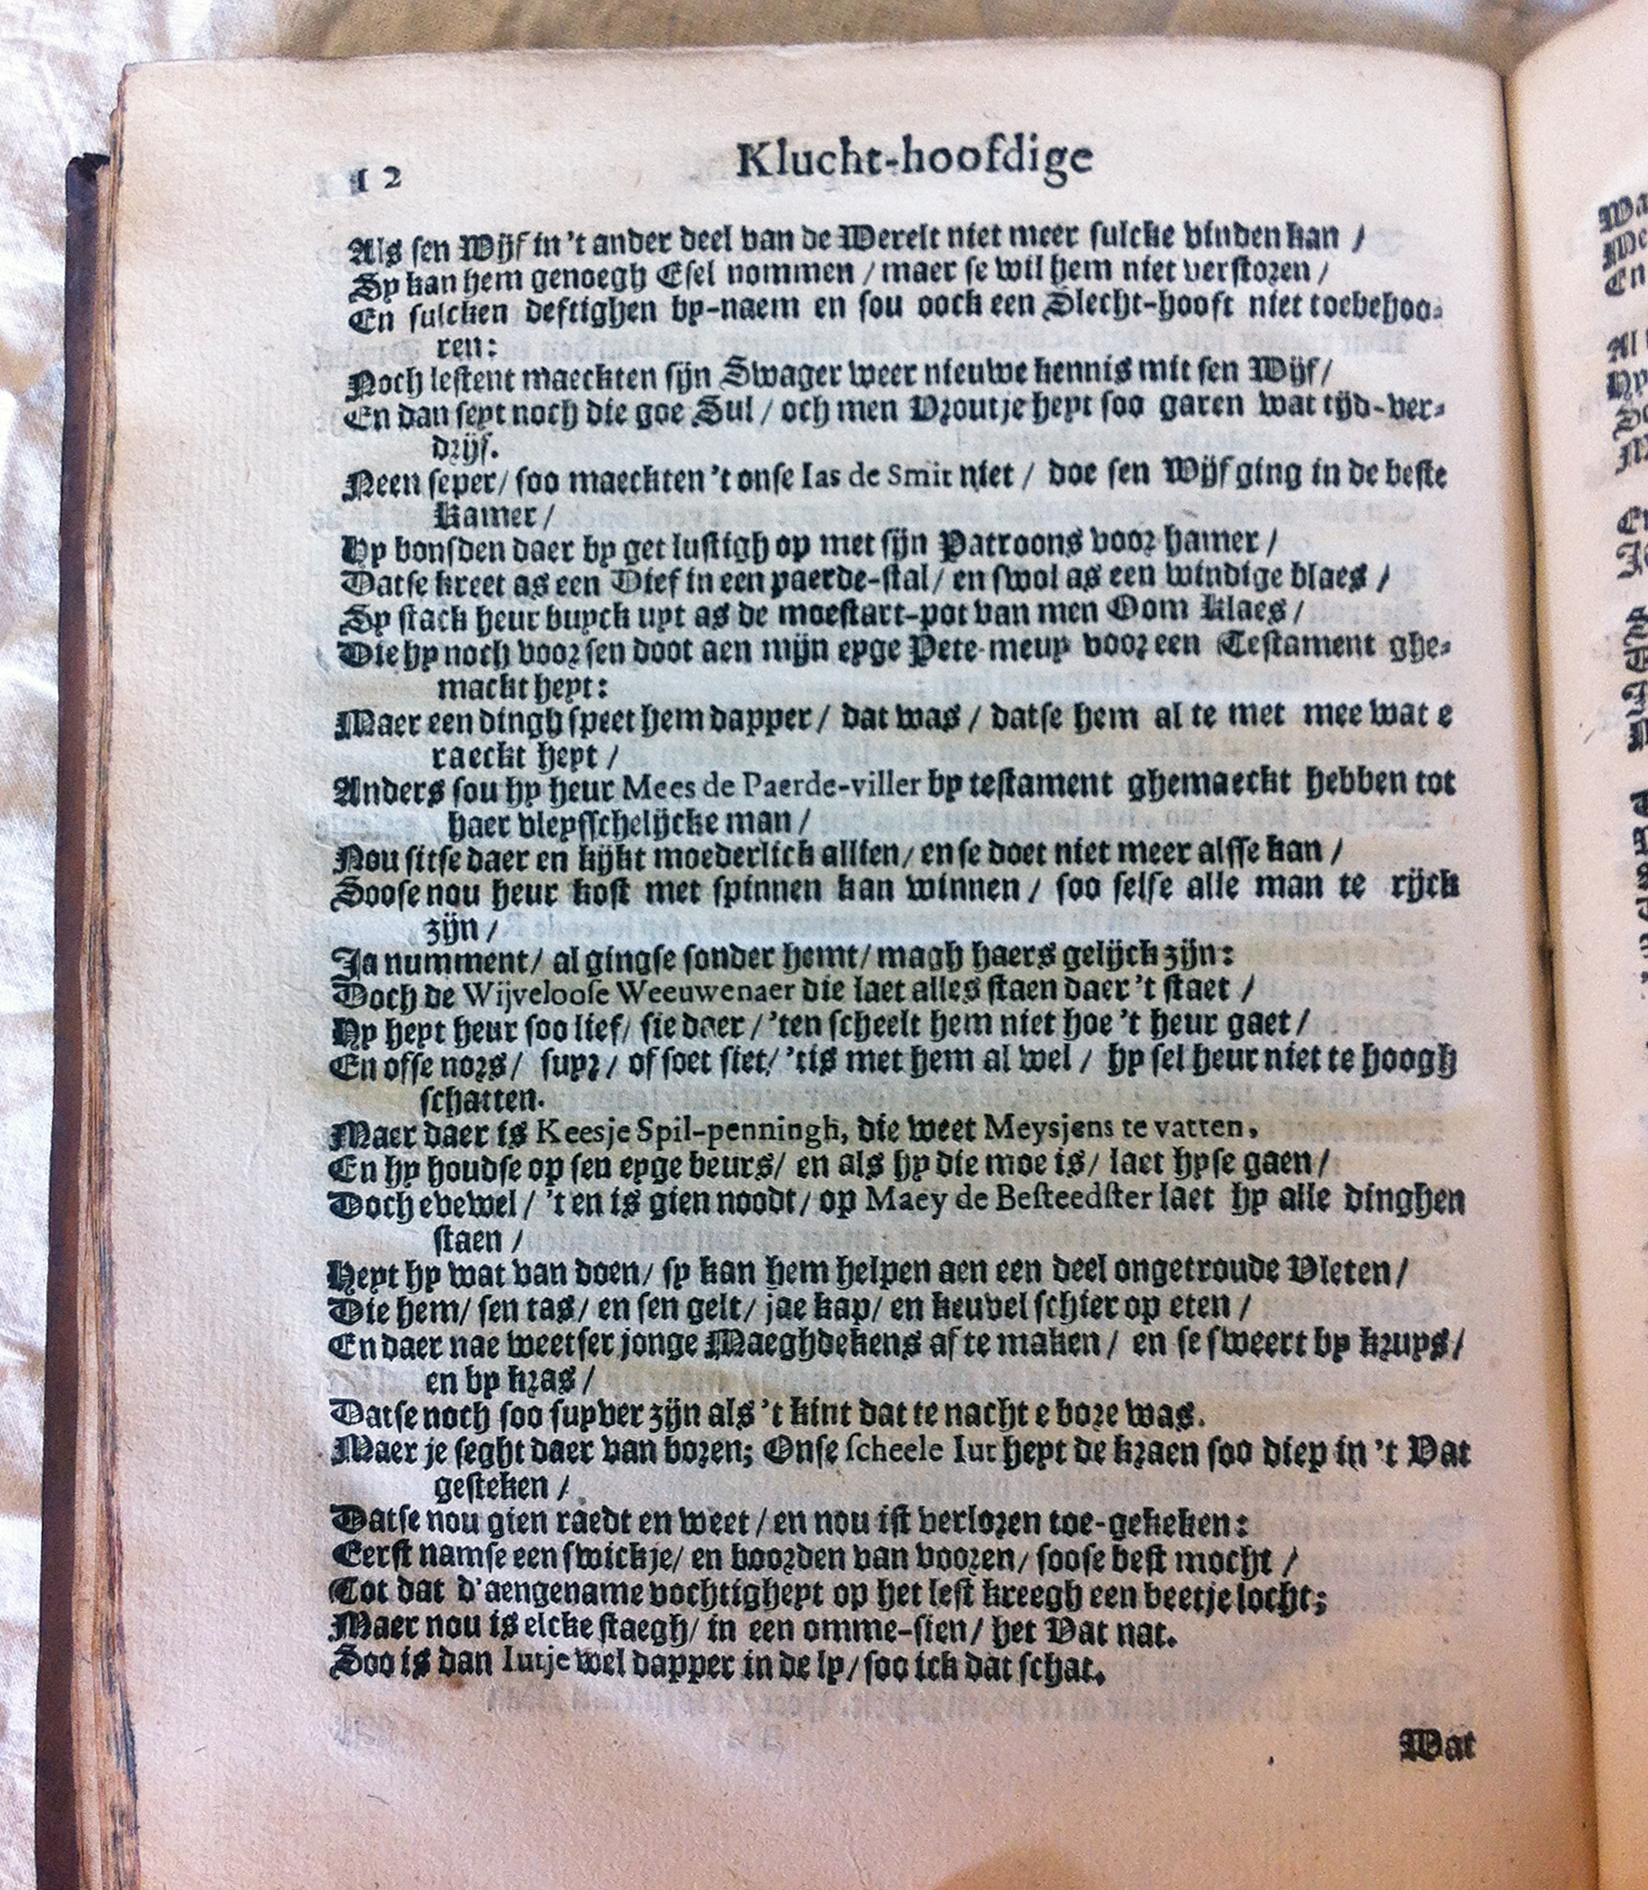 12 Klucht-hoofdige
Als sen Wijf in 't ander deel van de Werelt niet meer sulcke vinden kan /
Sy kan hem genoegh Esel nommen / maer se wil hem niet verstoren /
En sulcken deftighen by-naem en sou oock een Slecht-hooft niet toebehoo-
ren:
Noch lestent maeckten sijn Swager weer nieuwe kennis mit sen Wijf /
En dan seyt noch die goe Sul / och men Vroutje heyt soo garen wat tijd-ver-
drijf.
Neen seper / soo maeckten 't onse Ias de Smit niet / doe sen Wijf ging in de beste
Kamer /
Hy bonsden daer by get lustigh op met sijn Patroons voor hamer /
Datse kreet as een Dief in een paerde-stal / en swol as een windige blaes /
Sy stack heur buyck uyt as de moestart-pot van men Oom Klaes /
Die hy noch voor sen doot aen mijn eyge Pete-meuy voor een Testament ghe-
mackt heyt:
Maer een dingh speet hem dapper / dat was / datse hem al te met mee wat e
raeckt heyt /
Anders sou hy heur Mees de Paerde-viller by testament ghemaeckt hebben tot
haer vleysschelijcke man /
Nou sitse daer en kijkt moederlick allien / en se doet niet meer alsse kan /
Soose nou heur kost met spinnen kan winnen / soo selse alle man te rijck
zijn /
Ja numment / al gingse sonder hemt / magh haers gelijck zijn:
Doch de Wijveloose Weeuwenaer die laet alles staen daer 't staet /
Hy heyt heur soo lief / sie daer / 'ten scheelt hem niet hoe 't heur gaet /
En ofse nors / suyr / of soet siet / 'tis met hem al wel / hy sel heur niet te hoogh
schatten.
Maer daer is Keesje Spil-penningh, die weet Meysjens te vatten,
En hy houdse op sen eyge beurs / en als hy die moe is / laet hyse gaen /
Doch evewel / 't en is gien noodt / op Maey de Besteedster laet hy alle dinghen
staen /
Heyt hy wat van doen / sy kan hem helpen aen een deel ongetroude Vleten /
Die hem / sen tas / en sen gelt / jae kap / en keuvel schier op eten /
En daer nae weetser jonge Maeghdekens af te maken / en se sweert by kruys /
en by kras /
Datse noch soo suyver zijn als 't kint dat te nacht e bore was.
Maer je seght daer van boren; Onse scheele Iut heyt de kraen soo diep in 't Vat
gesteken /
Datse nou gien raedt en weet / en nou ist verloren toe-gekeken:
Eerst namse een swickje / en boorden van vooren / soose best mocht /
Tot dat d'aengename vochtigheyt op het lest kreegh een beetje locht;
Maer nou is elcke staegh / in een omme-sien / het Vat nat.
Soo is dan Iutje wel dapper in de ly / soo ick dat schat.
Wat